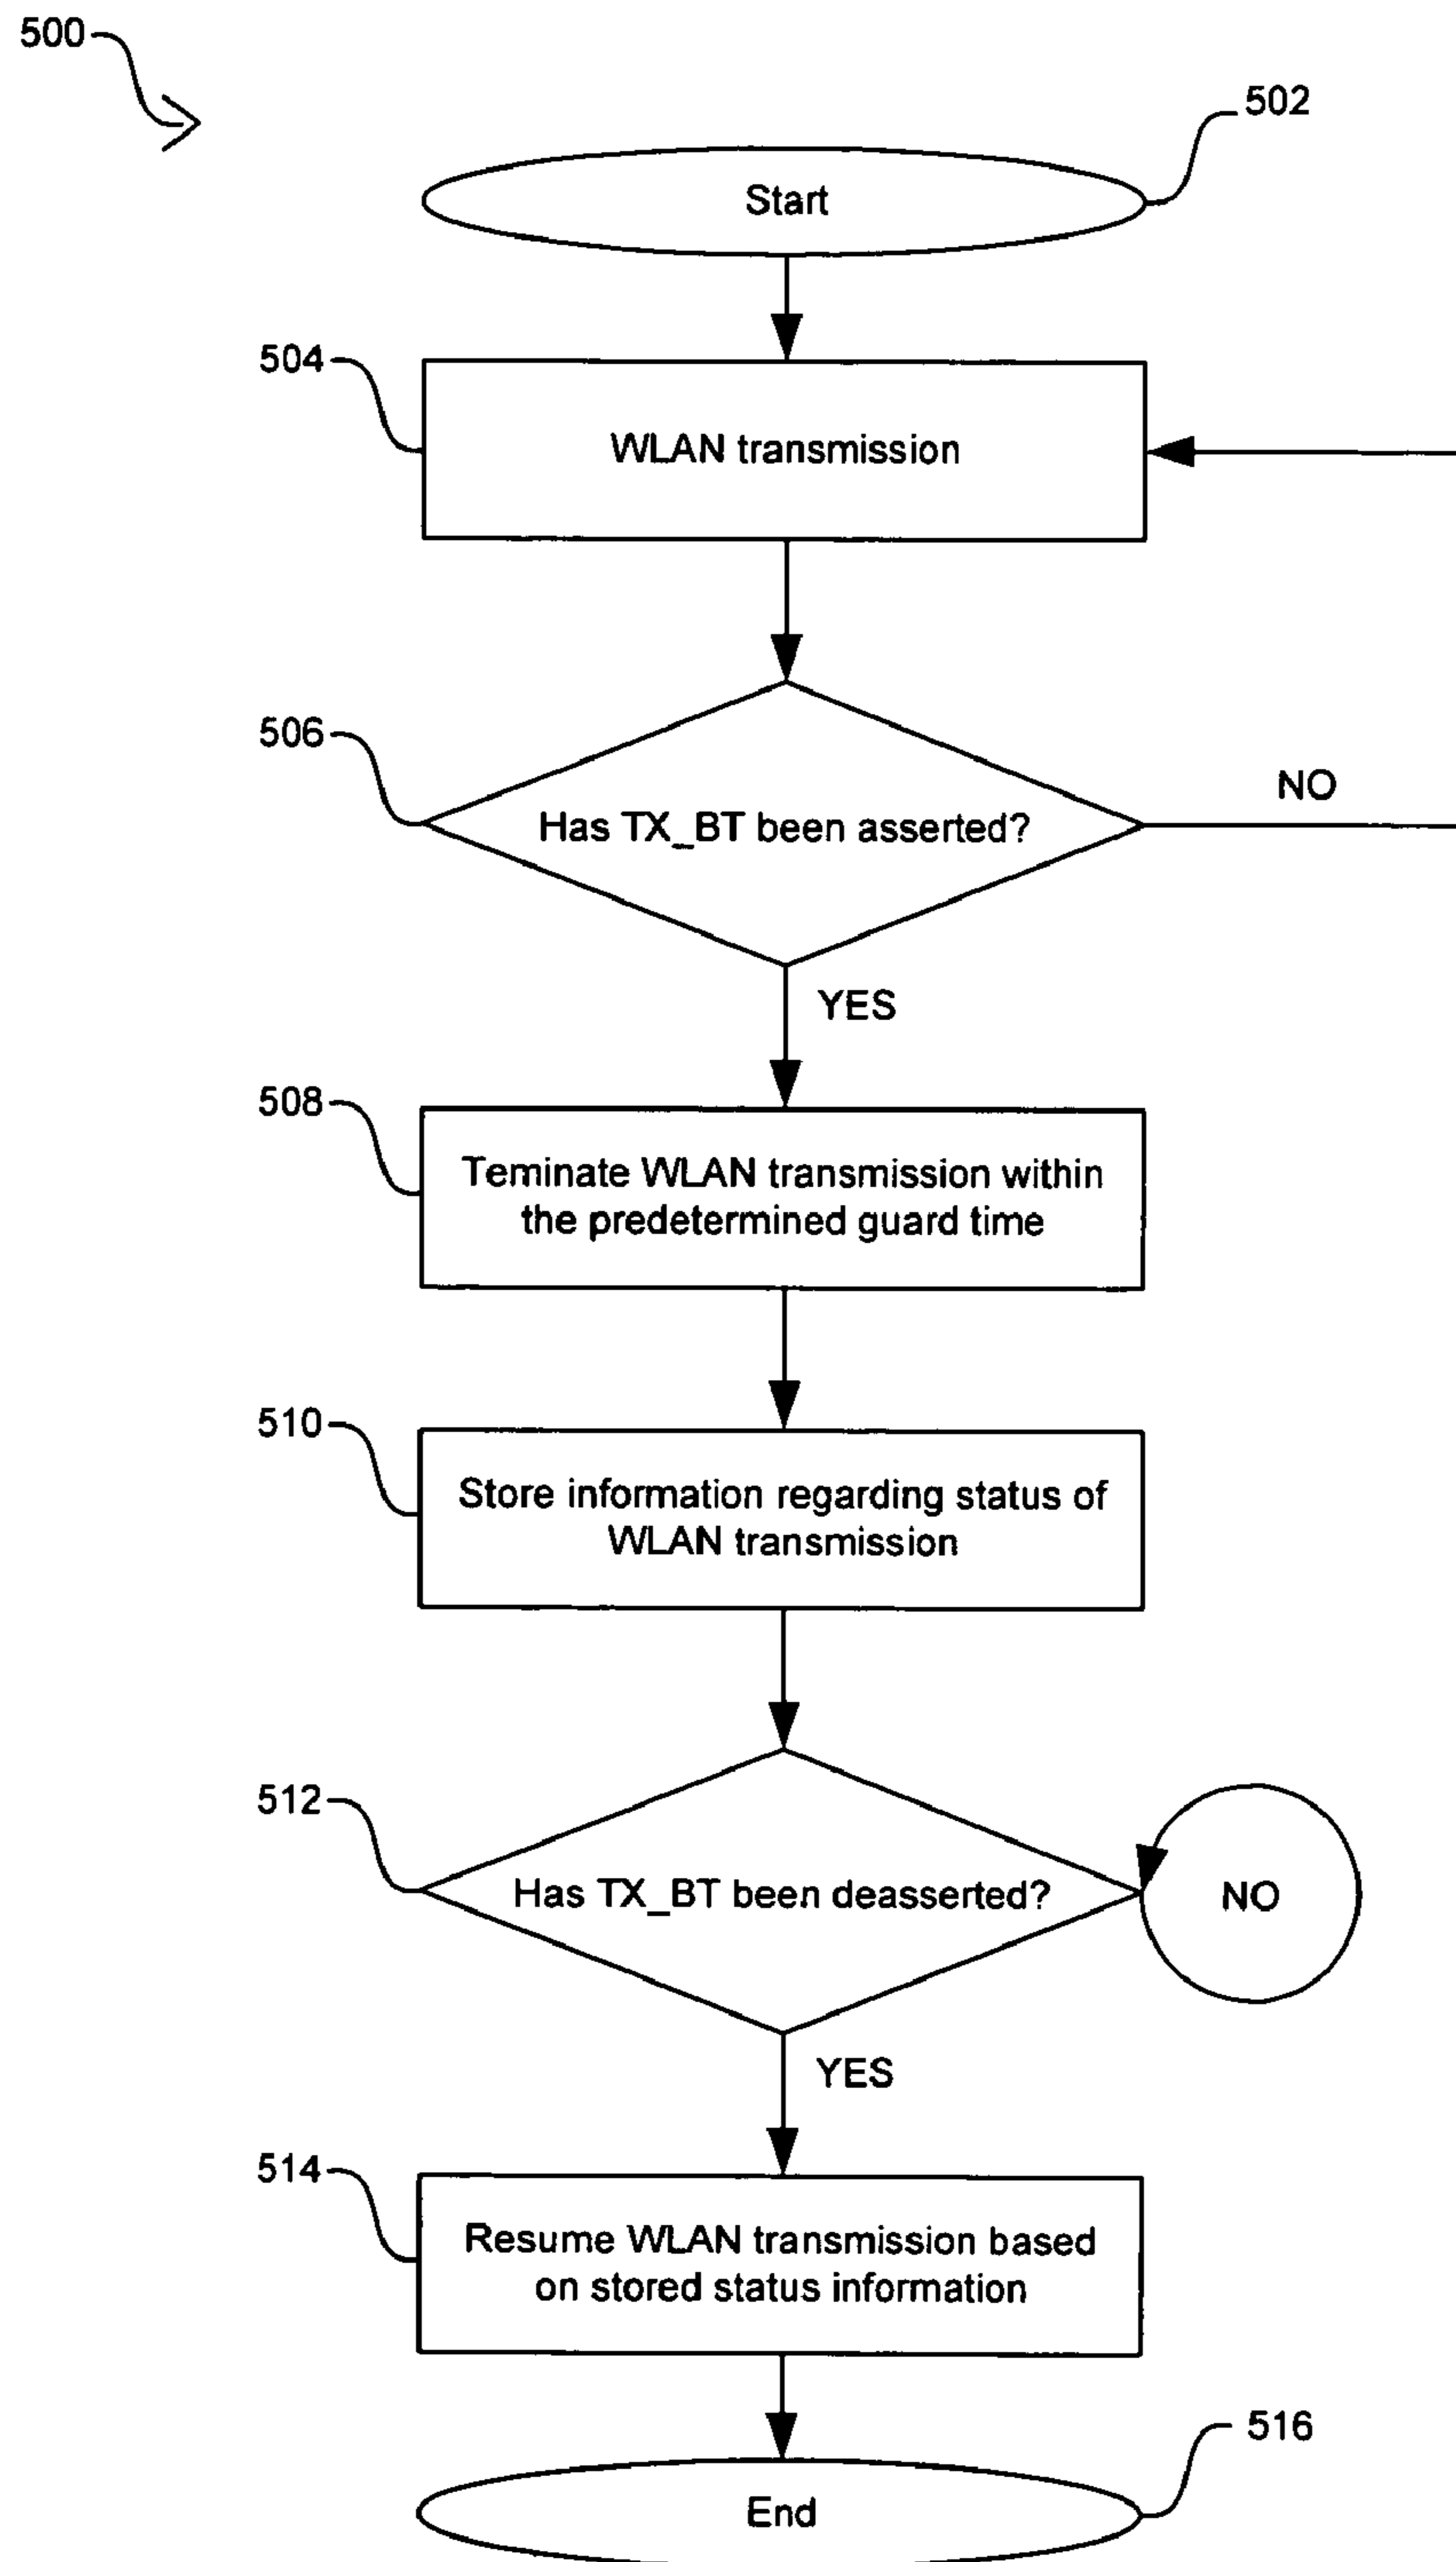 500
502
Start
504
WLAN transmission
506
Has TX_BT been asserted?
NO
YES
508
Teminate WLAN transmission within
the predetermined guard time
510
Store information regarding status of
WLAN transmission
512
Has TX_BT been deasserted?
NO
YES
514
Resume WLAN transmission based
on stored status information
516
End